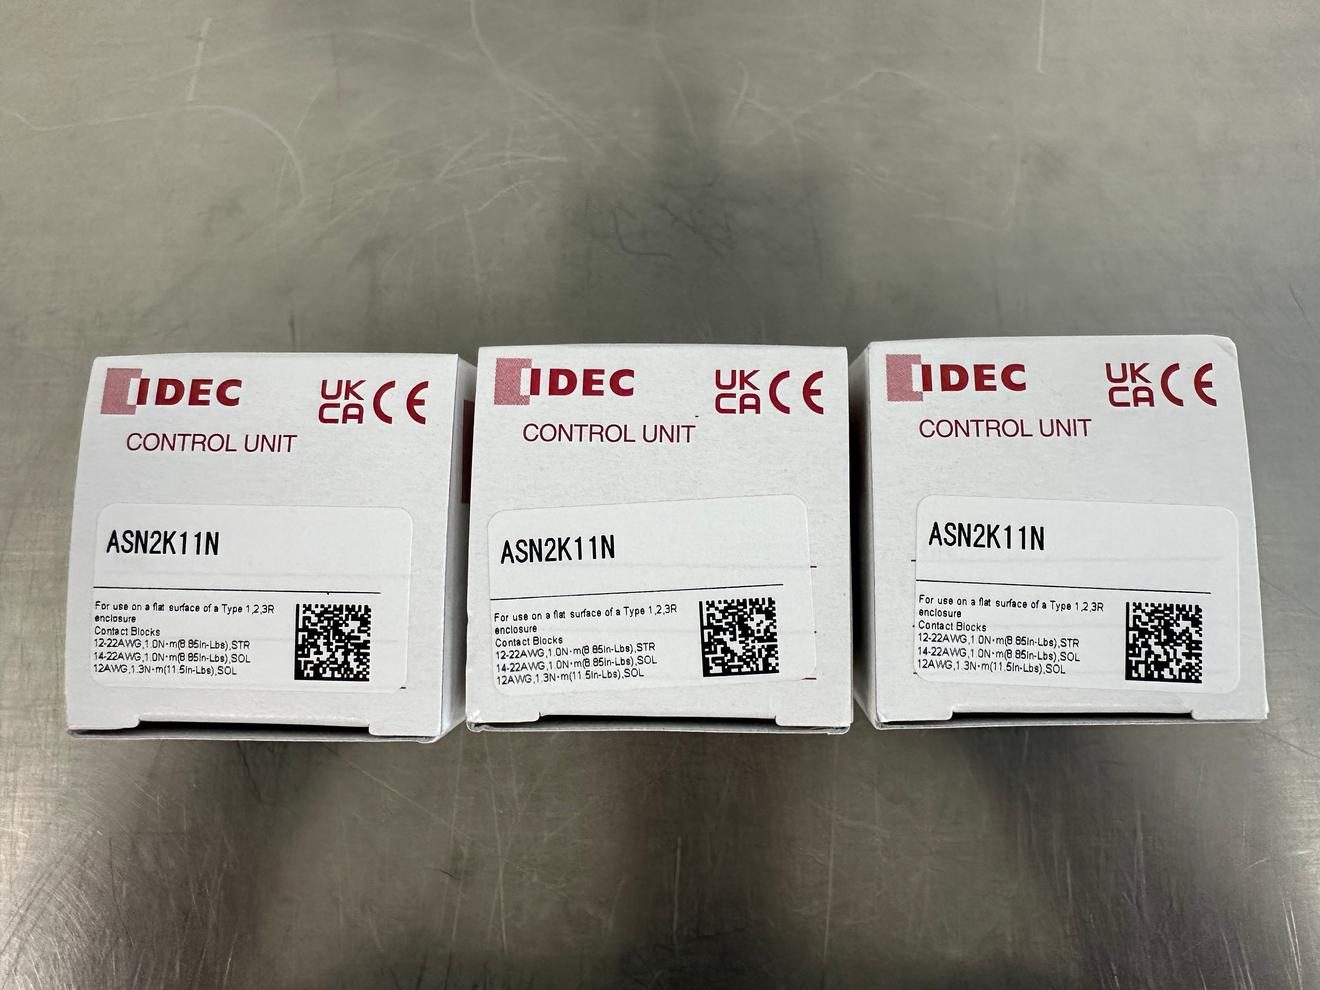 IDEC
UK
CA CE
CONTROL UNIT
ASN2K11N
For use on a flat surface of a Type 1,2,3R
enclosure
Contact Blocks
12-22AWG,1.0N·m(8.85In-Lbs),STR
14-22AWG,1.0N·m(8.85In-Lbs),SOL
12AWG,1.3N·m(11.5In-Lbs),SOL
IDEC
UK
CA CE
CONTROL UNIT
ASN2K11N
For use on a flat surface of a Type 1,2,3R
enclosure
Contact Blocks
12-22AWG,1.0N·m(8.85In-Lbs),STR
14-22AWG,1.0N·m(8.85In-Lbs),SOL
12AWG,1.3N·m(11.5In-Lbs),SOL
IDEC
UK
CA CE
CONTROL UNIT
ASN2K11N
For use on a flat surface of a Type 1,2,3R
enclosure
Contact Blocks
12-22AWG,1.0N·m(8.85In-Lbs),STR
14-22AWG,1.0N·m(8.85In-Lbs),SOL
12AWG,1.3N·m(11.5In-Lbs),SOL